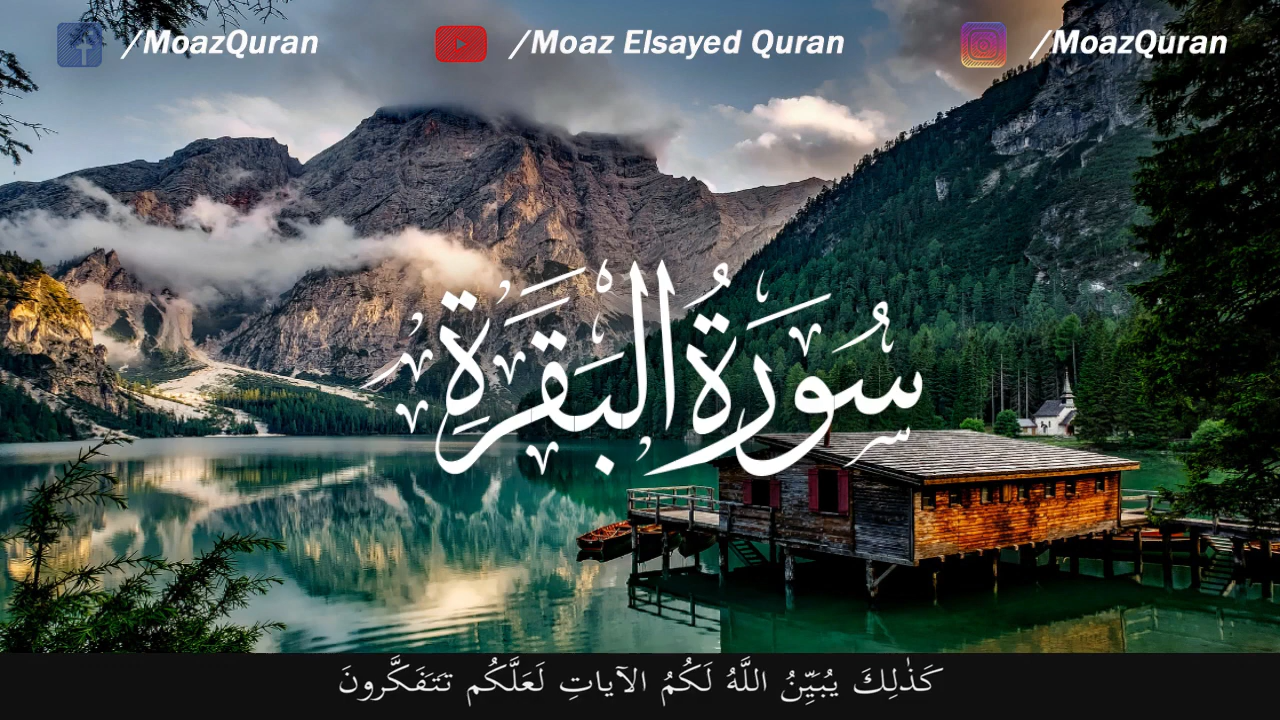 /MoazQuran /Moaz Elsayed Quran /MoazQuran
سُورَةُ البَقَرَةِ
كَذٰلِكَ يُبَيِّنُ اللَّهُ لَكُمُ الآياتِ لَعَلَّكُم تَتَفَكَّرونَ